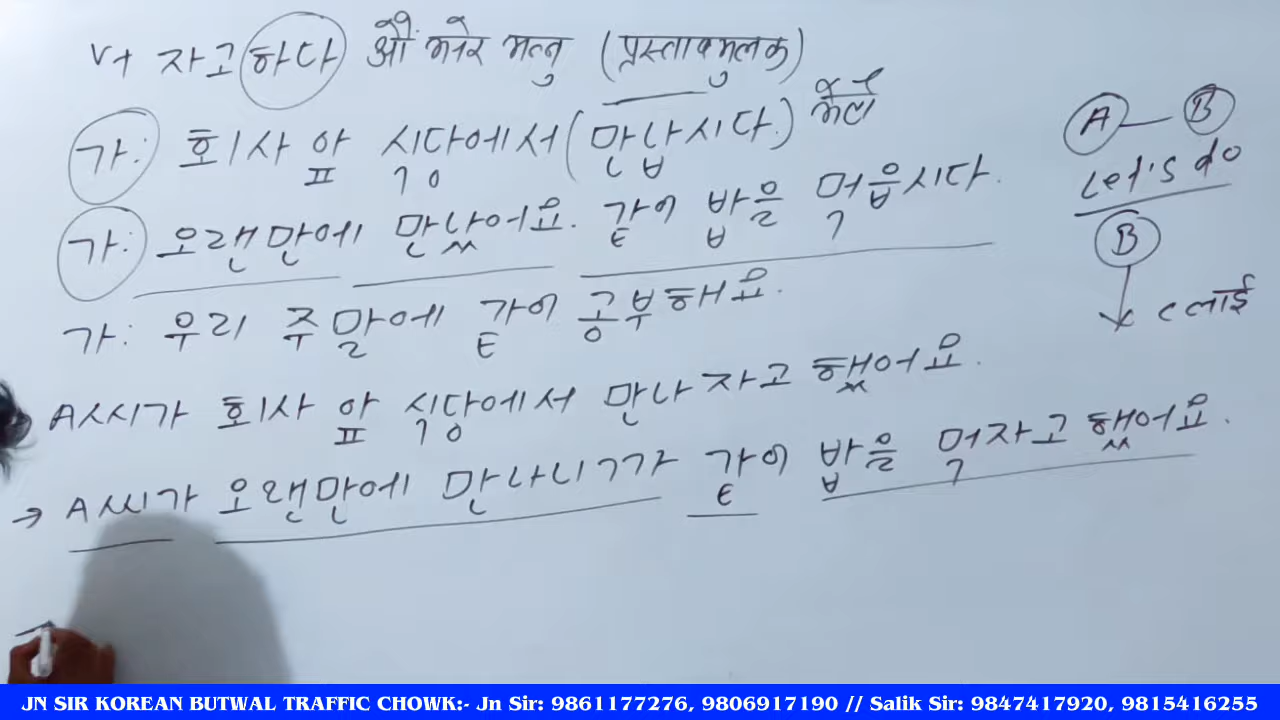 V+ 자고하다 औं भनेर भन्नु (प्रस्तावमुलक)
가: 회사 앞 식당에서 (만납시다.)
가: 오랜만에 만났어요. 같이 밥을 먹읍시다.
가: 우리 주말에 같이 공부해요.
A씨가 회사 앞 식당에서 만나자고 했어요.
→ A씨가 오랜만에 만나니까 같이 밥을 먹자고 했어요.
A — B
Let's do
B
C लाई
JN SIR KOREAN BUTWAL TRAFFIC CHOWK:- Jn Sir: 9861177276, 9806917190 // Salik Sir: 9847417920, 9815416255